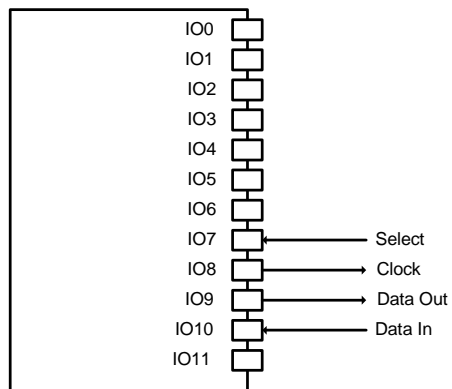 IO0
IO1
IO2
IO3
IO4
IO5
IO6
IO7 Select
IO8 Clock
IO9 Data Out
IO10 Data In
IO11